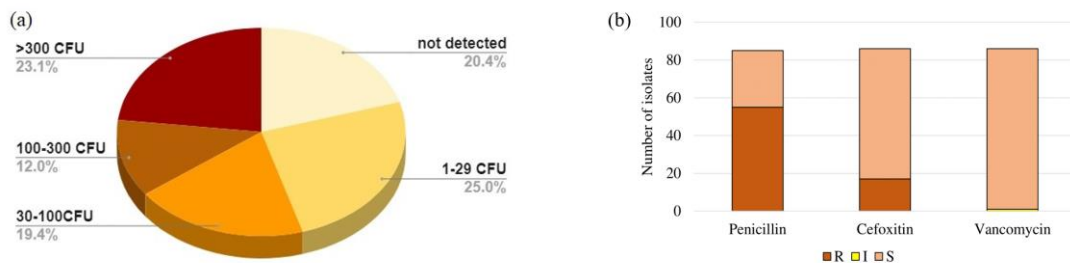 (a)
>300 CFU
23.1%
not detected
20.4%
100-300 CFU
12.0%
1-29 CFU
25.0%
30-100CFU
19.4%
(b)
Number of isolates
100
80
60
40
20
0
Penicillin
Cefoxitin
Vancomycin
R I S